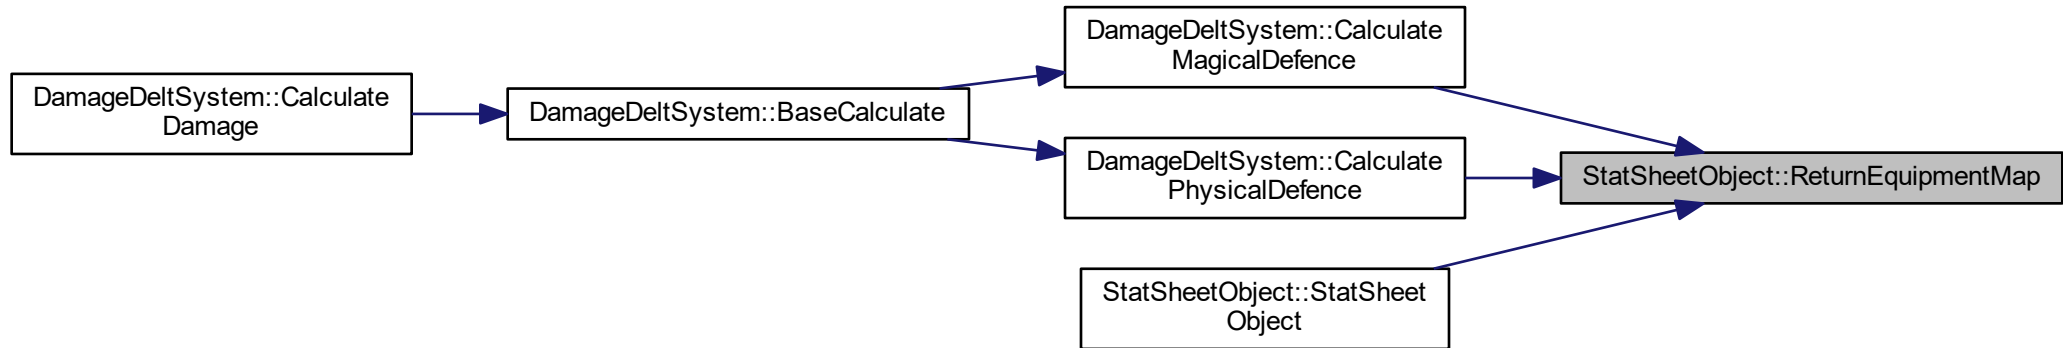 DamageDeltSystem::Calculate
Damage
DamageDeltSystem::BaseCalculate
DamageDeltSystem::Calculate
MagicalDefence
DamageDeltSystem::Calculate
PhysicalDefence
StatSheetObject::StatSheet
Object
StatSheetObject::ReturnEquipmentMap